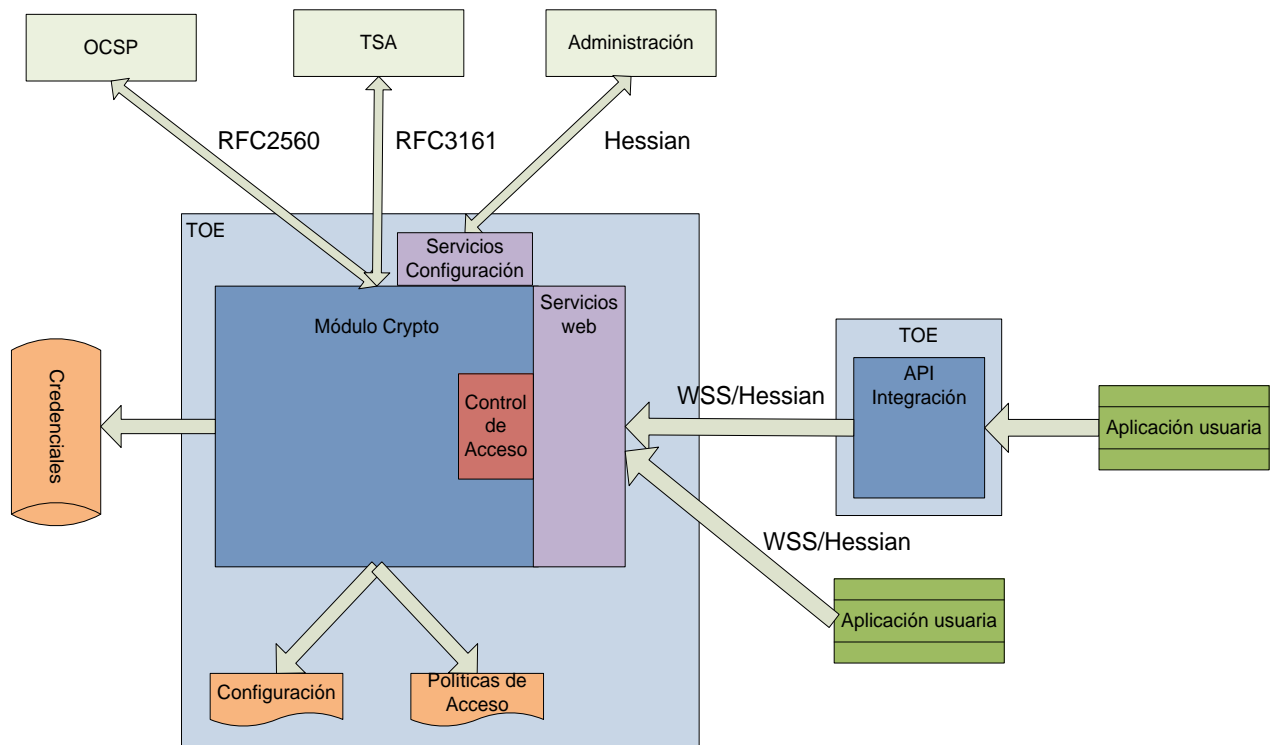 OCSP
TSA
Administración
RFC2560
RFC3161
Hessian
TOE
Servicios
Configuración
Servicios
web
Módulo Crypto
TOE
API
Integración
Credenciales
Control
de
Acceso
WSS/Hessian
Aplicación usuaria
WSS/Hessian
Aplicación usuaria
Configuración
Políticas de
Acceso